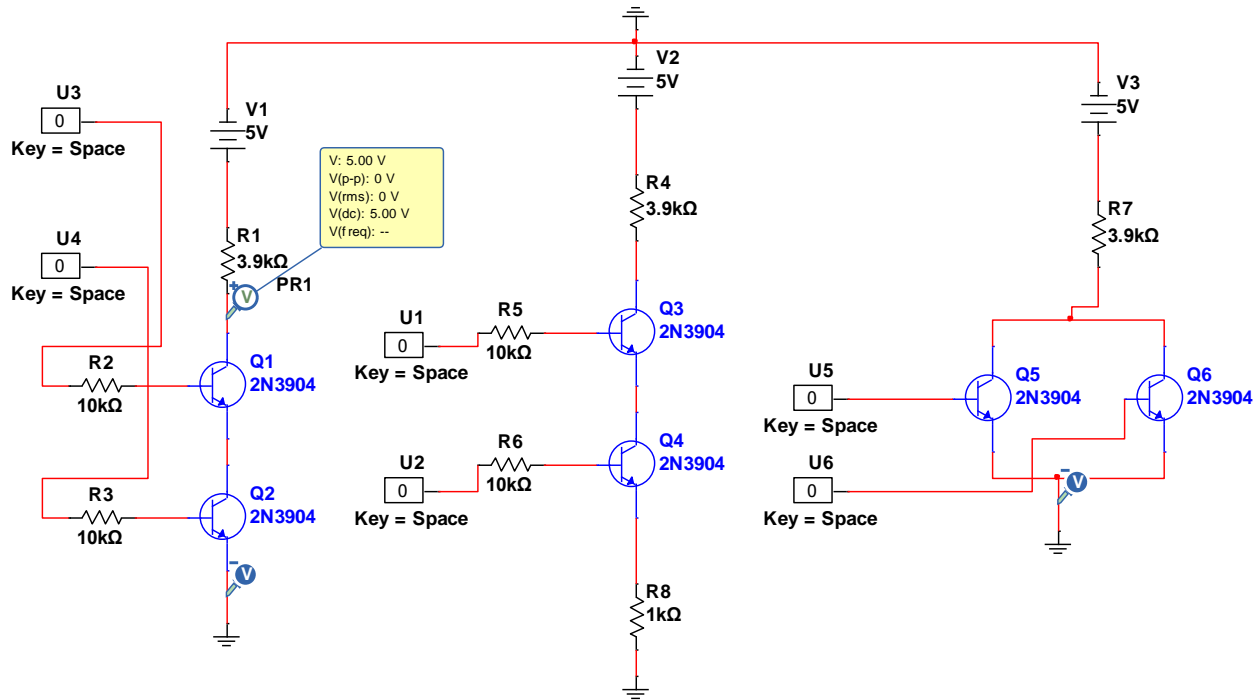 U3
0
Key = Space
U4
0
Key = Space
V1
5V
R1
3.9kΩ
V: 5.00 V
V(p-p): 0 V
V(rms): 0 V
V(dc): 5.00 V
V(freq): --
+
V
PR1
R2
10kΩ
Q1
2N3904
R3
10kΩ
Q2
2N3904
V
V2
5V
R4
3.9kΩ
U1
0
Key = Space
R5
10kΩ
Q3
2N3904
U2
0
Key = Space
R6
10kΩ
Q4
2N3904
R8
1kΩ
V3
5V
R7
3.9kΩ
U5
0
Key = Space
Q5
2N3904
Q6
2N3904
U6
0
Key = Space
V